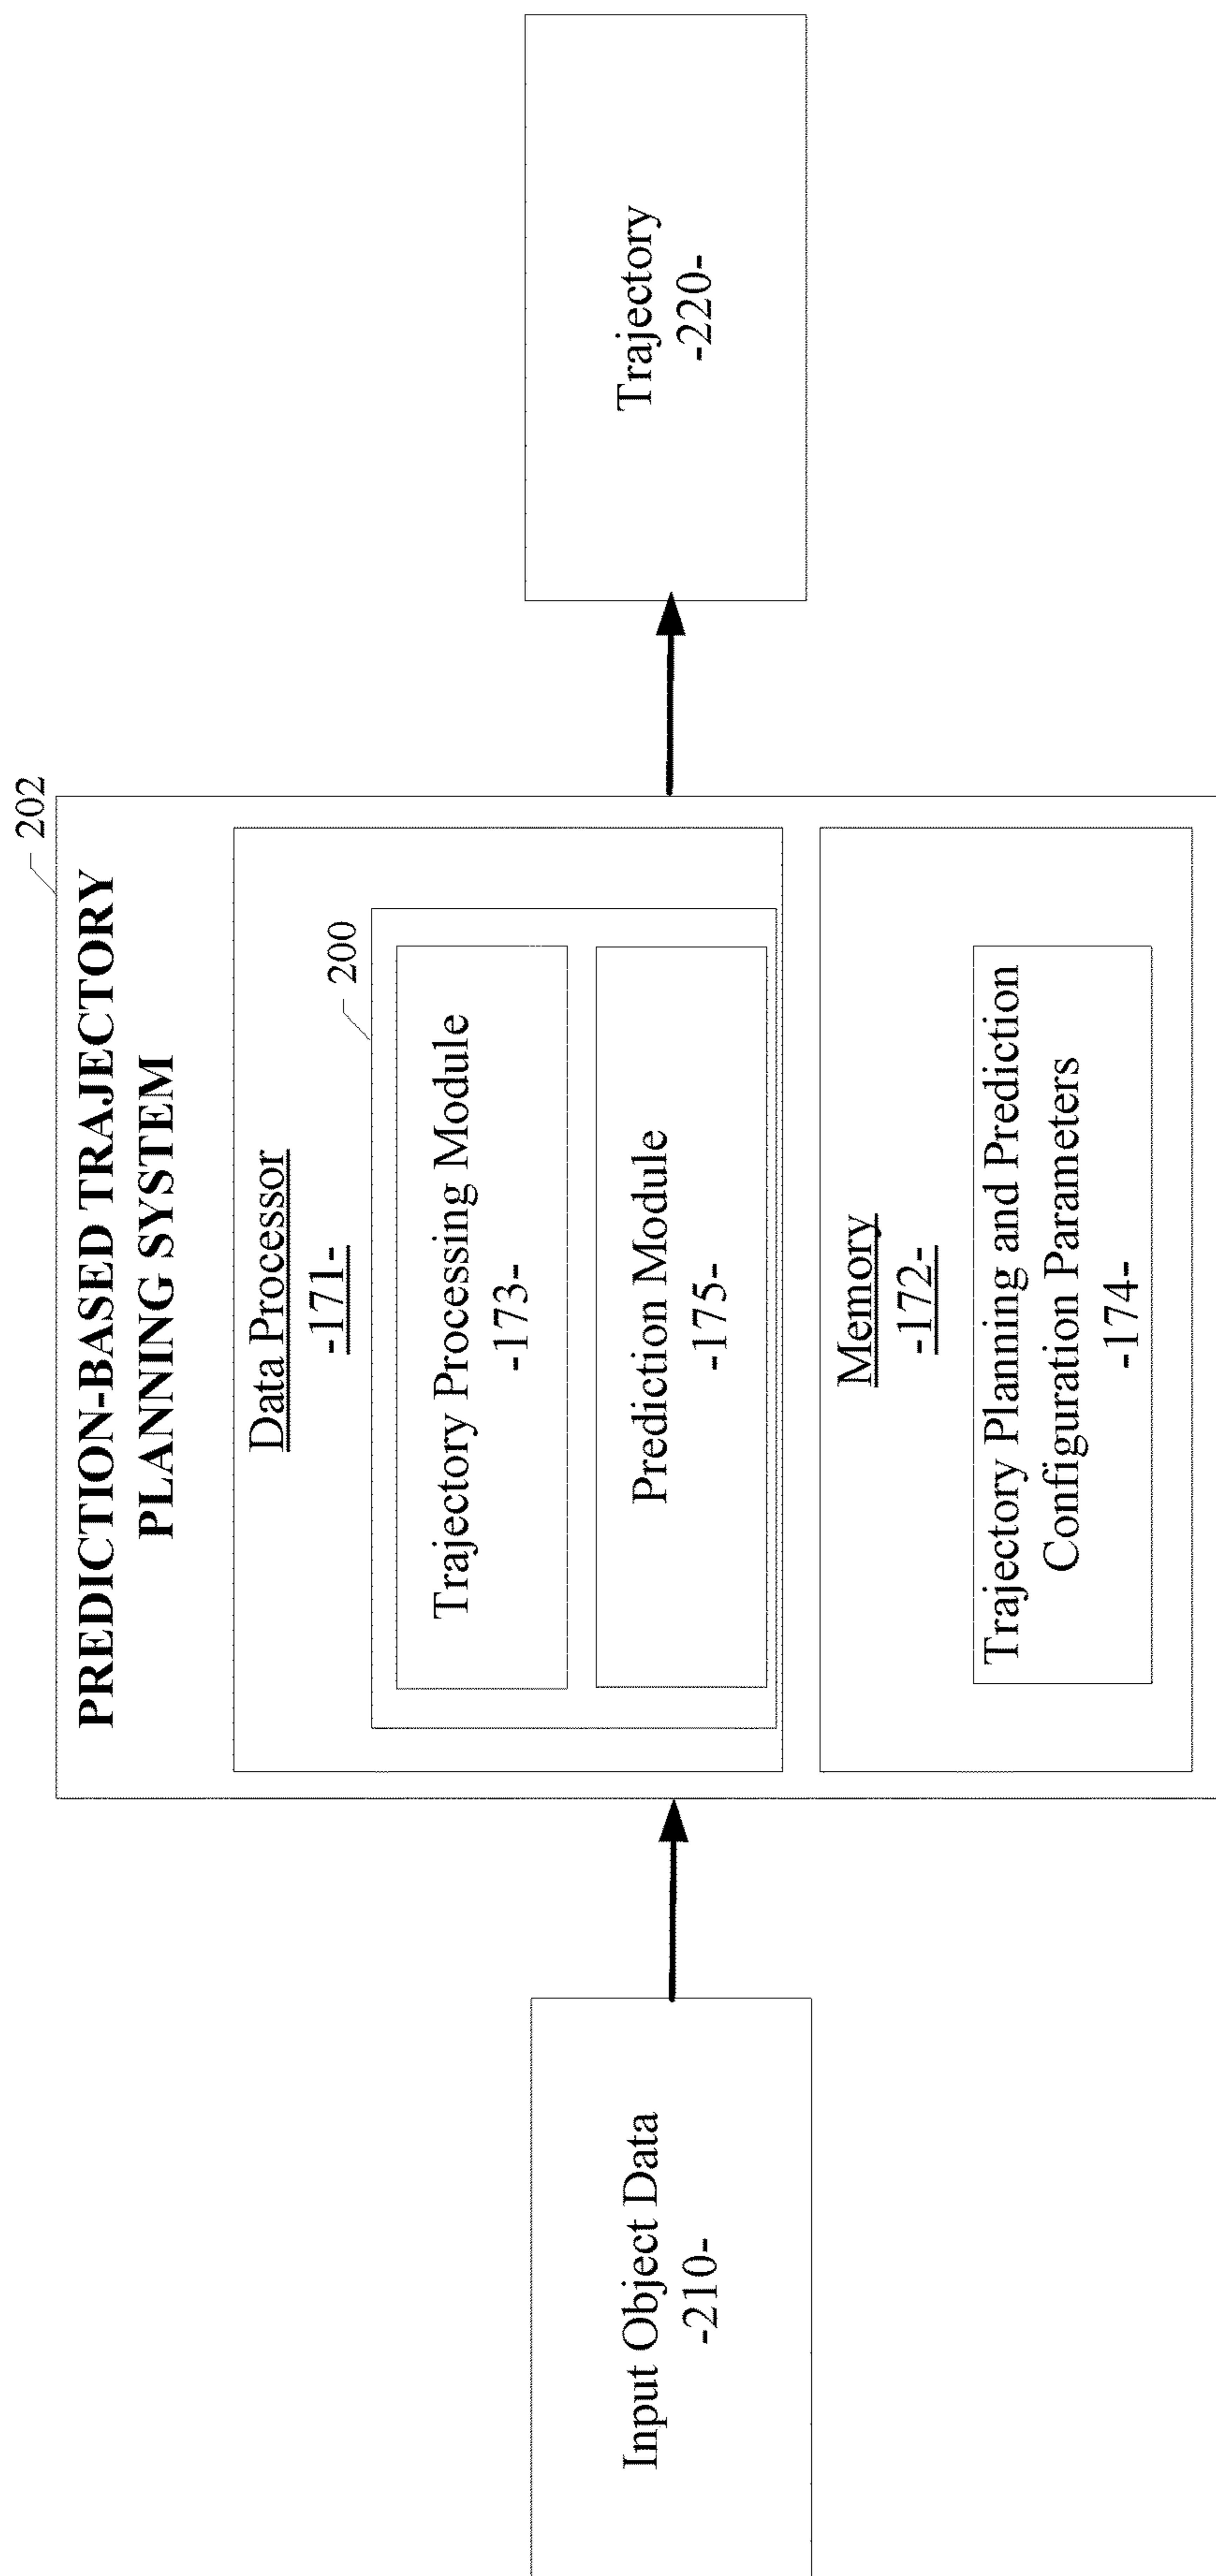 Input Object Data
-210-
202
PREDICTION-BASED TRAJECTORY
PLANNING SYSTEM
Data Processor
-171-
200
Trajectory Processing Module
-173-
Prediction Module
-175-
Memory
-172-
Trajectory Planning and Prediction
Configuration Parameters
-174-
Trajectory
-220-